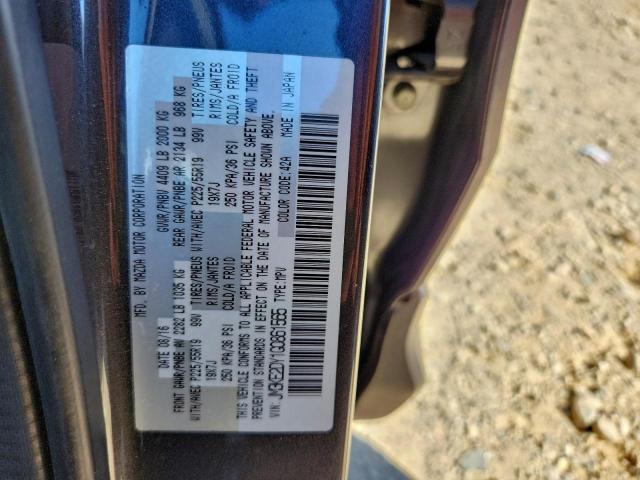 MFD. BY MAZDA MOTOR CORPORATION
DATE 08/16 GVWR/PNBV 4409 LB 2000 KG
FRONT GAWR/PNBE AV 2282 LB 1035 KG REAR GAWR/PNBE AR 2134 LB 968 KG
WITH/AVEC P225/55R19 99V TIRES/PNEUS WITH/AVEC P225/55R19 99V TIRES/PNEUS
19X7J RIMS/JANTES 19X7J RIMS/JANTES
250 KPA/36 PSI COLD/A FROID 250 KPA/36 PSI COLD/A FROID
THIS VEHICLE CONFORMS TO ALL APPLICABLE FEDERAL MOTOR VEHICLE SAFETY AND THEFT
PREVENTION STANDARDS IN EFFECT ON THE DATE OF MANUFACTURE SHOWN ABOVE.
VIN: JM3KE2DY1G0861565 TYPE: MPV COLOR CODE: 42A MADE IN JAPAN